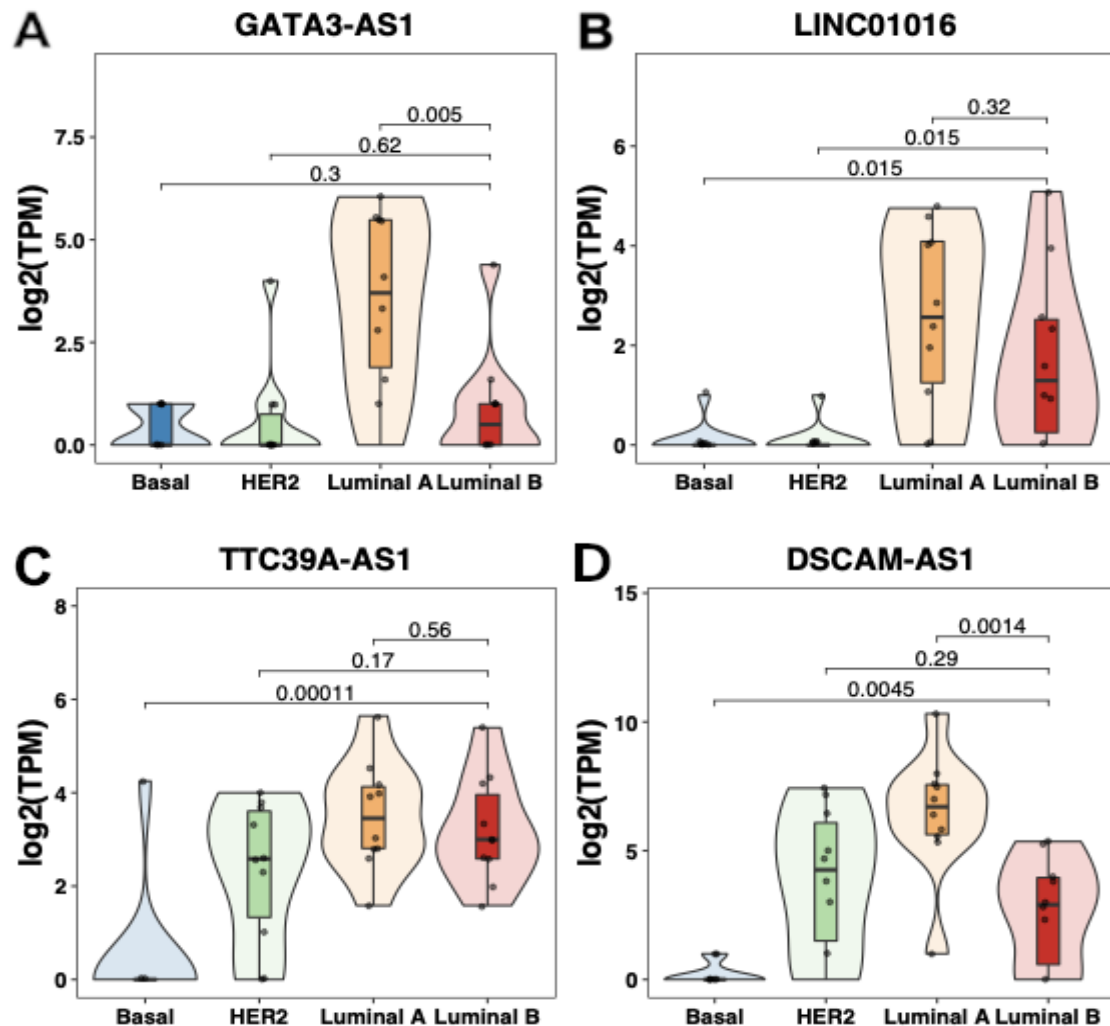 A
GATA3-AS1
log2(TPM)
7.5
5.0
2.5
0.0
0.005
0.62
0.3
Basal
HER2
Luminal A
Luminal B
B
LINC01016
log2(TPM)
6
4
2
0
0.32
0.015
0.015
Basal
HER2
Luminal A
Luminal B
C
TTC39A-AS1
log2(TPM)
8
6
4
2
0
0.56
0.17
0.00011
Basal
HER2
Luminal A
Luminal B
D
DSCAM-AS1
log2(TPM)
15
10
5
0
0.0014
0.29
0.0045
Basal
HER2
Luminal A
Luminal B